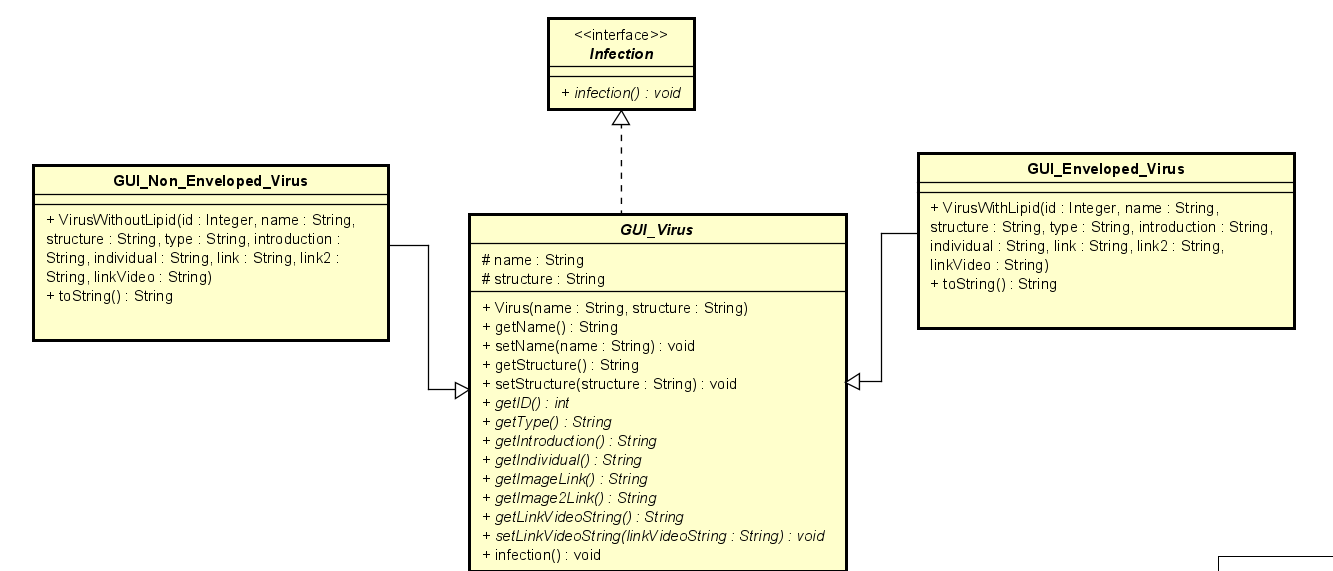 <<interface>>
Infection
+ infection() : void
GUI_Non_Enveloped_Virus
+ VirusWithoutLipid(id : Integer, name : String,
structure : String, type : String, introduction :
String, individual : String, link : String, link2 :
String, linkVideo : String)
+ toString() : String
GUI_Virus
# name : String
# structure : String
+ Virus(name : String, structure : String)
+ getName() : String
+ setName(name : String) : void
+ getStructure() : String
+ setStructure(structure : String) : void
+ getID() : int
+ getType() : String
+ getIntroduction() : String
+ getIndividual() : String
+ getImageLink() : String
+ getImage2Link() : String
+ getLinkVideoString() : String
+ setLinkVideoString(linkVideoString : String) : void
+ infection() : void
GUI_Enveloped_Virus
+ VirusWithLipid(id : Integer, name : String,
structure : String, type : String, introduction : String,
individual : String, link : String, link2 : String,
linkVideo : String)
+ toString() : String